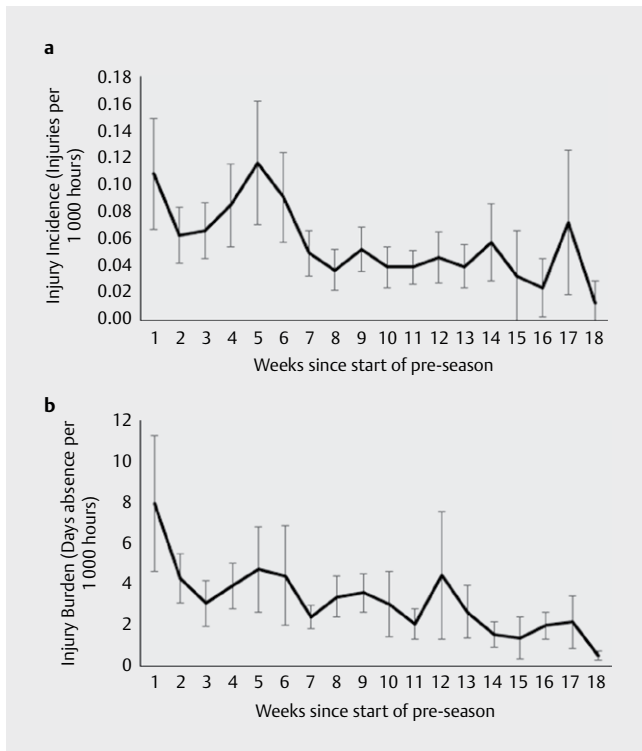 a
Injury Incidence (Injuries per
1 000 hours)
0.18
0.16
0.14
0.12
0.10
0.08
0.06
0.04
0.02
0.00
1 2 3 4 5 6 7 8 9 10 11 12 13 14 15 16 17 18
Weeks since start of pre-season
b
Injury Burden (Days absence per
1 000 hours)
12
10
8
6
4
2
0
1 2 3 4 5 6 7 8 9 10 11 12 13 14 15 16 17 18
Weeks since start of pre-season